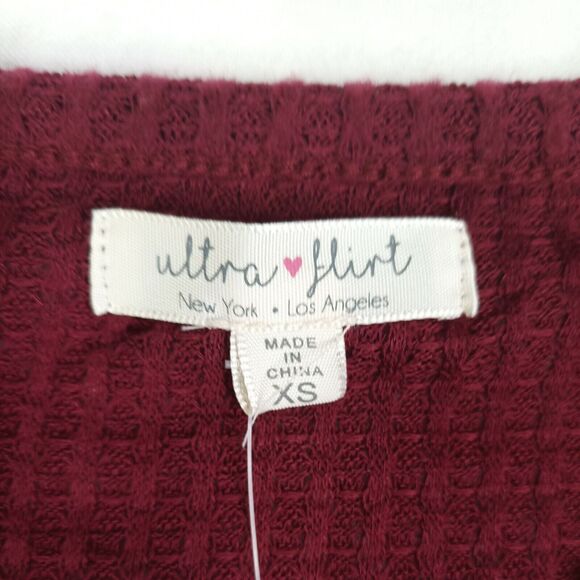 ultra ♥ flirt
New York • Los Angeles
MADE
IN
CHINA
XS